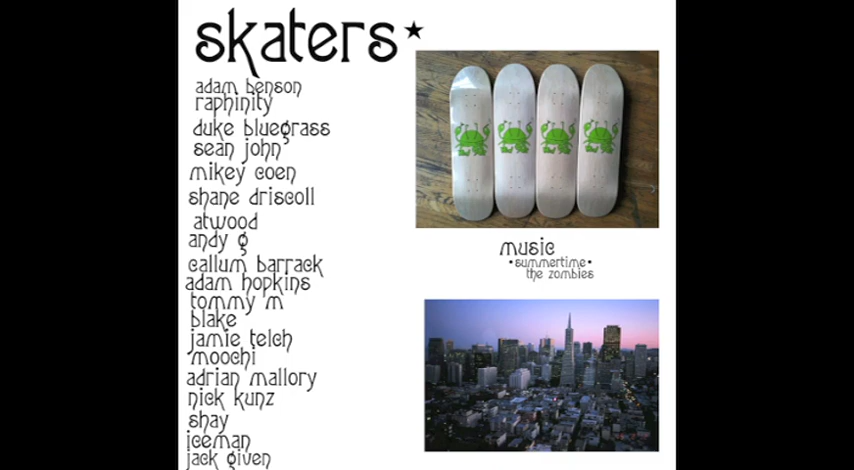 skaters★
adam benson
raphinity
duke bluegrass
sean john
mikey coen
shane driscoll
atwood
andy g
callum barrack
adam hopkins
tommy m
blake
jamie telch
moochi
adrian mallory
nick kunz
shay
iceman
jack given
music
•summertime•
the zombies